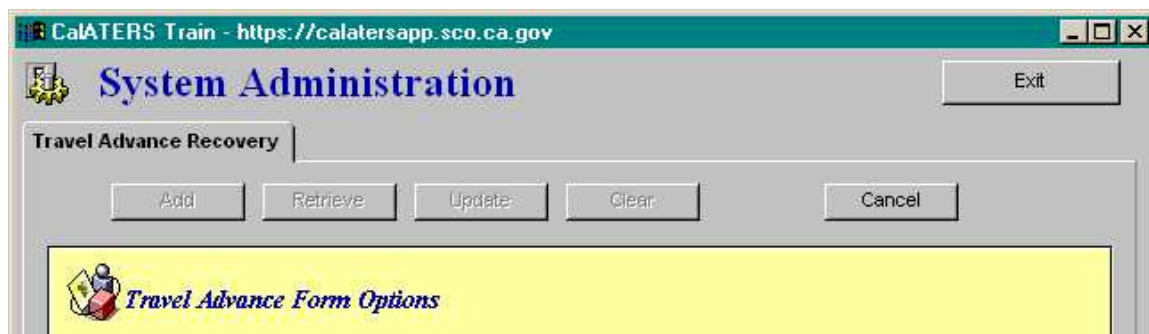 CalATERS Train - https://calatersapp.sco.ca.gov
System Administration
Exit
Travel Advance Recovery
Add Retrieve Update Clear Cancel
Travel Advance Form Options